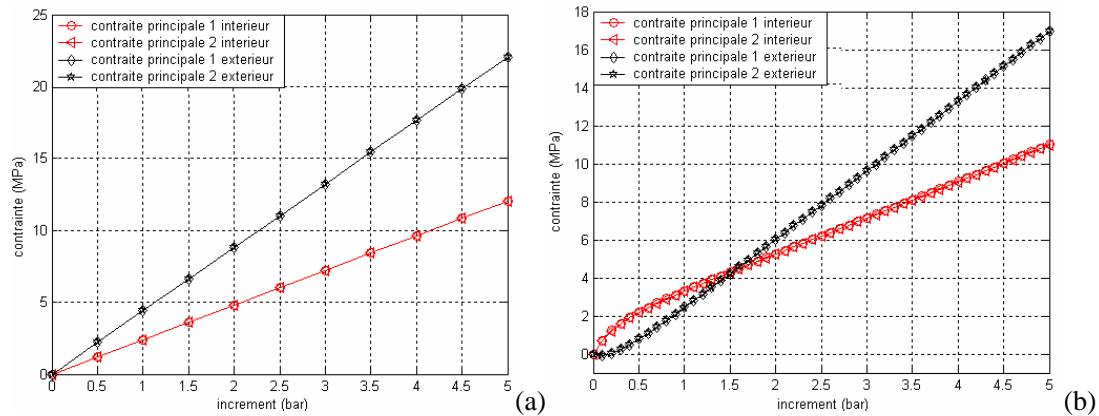 contraite principale 1 interieur
contraite principale 2 interieur
contraite principale 1 exterieur
contraite principale 2 exterieur
25
20
15
10
5
0
contrainte (MPa)
0 0.5 1 1.5 2 2.5 3 3.5 4 4.5 5
increment (bar)
(a)
contraite principale 1 interieur
contraite principale 2 interieur
contraite principale 1 exterieur
contraite principale 2 exterieur
18
16
14
12
10
8
6
4
2
0
contrainte (MPa)
0 0.5 1 1.5 2 2.5 3 3.5 4 4.5 5
increment (bar)
(b)